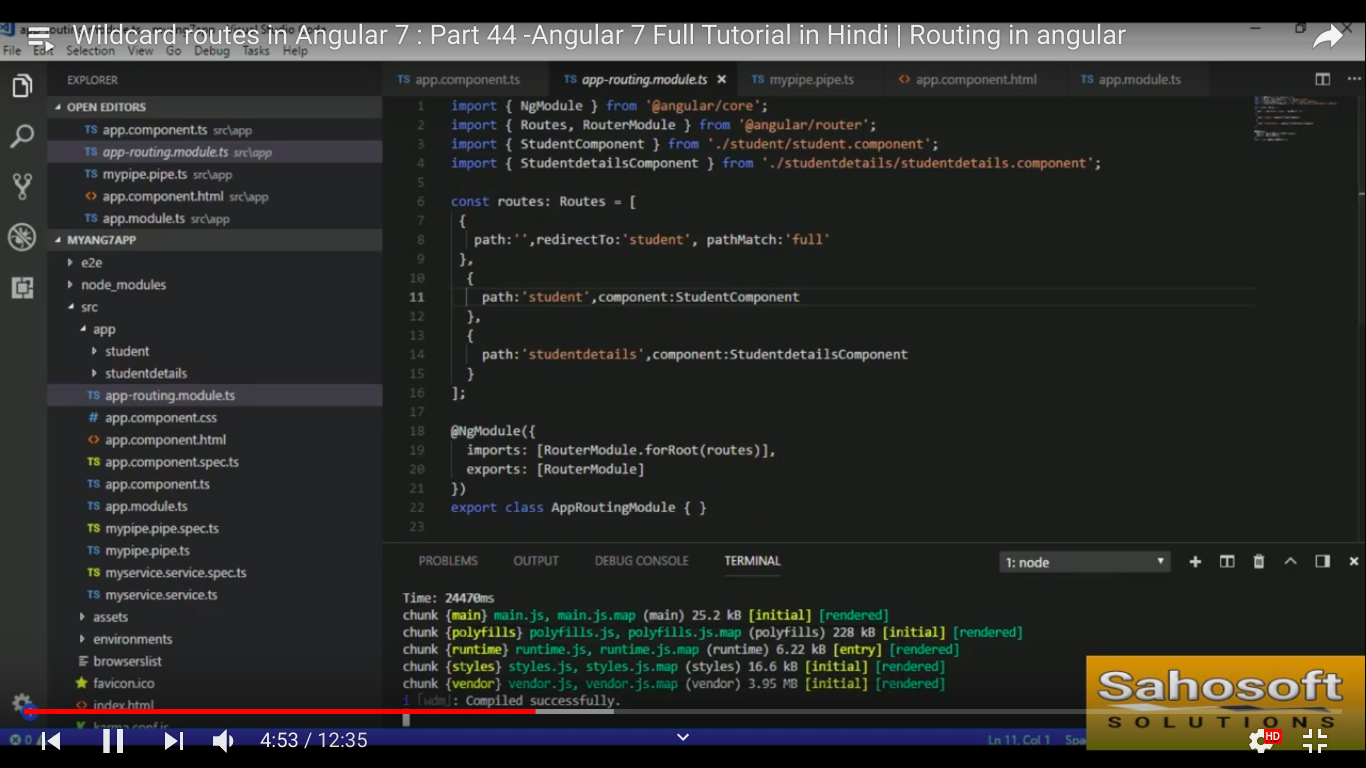 Wildcard routes in Angular 7 : Part 44 -Angular 7 Full Tutorial in Hindi | Routing in angular
File Edit Selection View Go Debug Tasks Help
EXPLORER
OPEN EDITORS
TS app.component.ts src\app
TS app-routing.module.ts src\app
TS mypipe.pipe.ts src\app
<> app.component.html src\app
TS app.module.ts src\app
MYANG7APP
e2e
node_modules
src
app
student
studentdetails
TS app-routing.module.ts
# app.component.css
<> app.component.html
TS app.component.spec.ts
TS app.component.ts
TS app.module.ts
TS mypipe.pipe.spec.ts
TS mypipe.pipe.ts
TS myservice.service.spec.ts
TS myservice.service.ts
assets
environments
browserslist
favicon.ico
<> index.html
karma.conf.js
TS app.component.ts TS app-routing.module.ts × TS mypipe.pipe.ts <> app.component.html TS app.module.ts
1 import { NgModule } from '@angular/core';
2 import { Routes, RouterModule } from '@angular/router';
3 import { StudentComponent } from './student/student.component';
4 import { StudentdetailsComponent } from './studentdetails/studentdetails.component';
5
6 const routes: Routes = [
7 {
8 path:'',redirectTo:'student', pathMatch:'full'
9 },
10 {
11 path:'student',component:StudentComponent
12 },
13 {
14 path:'studentdetails',component:StudentdetailsComponent
15 }
16 ];
17
18 @NgModule({
19 imports: [RouterModule.forRoot(routes)],
20 exports: [RouterModule]
21 })
22 export class AppRoutingModule { }
23
PROBLEMS OUTPUT DEBUG CONSOLE TERMINAL 1: node
Time: 24470ms
chunk {main} main.js, main.js.map (main) 25.2 kB [initial] [rendered]
chunk {polyfills} polyfills.js, polyfills.js.map (polyfills) 228 kB [initial] [rendered]
chunk {runtime} runtime.js, runtime.js.map (runtime) 6.22 kB [entry] [rendered]
chunk {styles} styles.js, styles.js.map (styles) 16.6 kB [initial] [rendered]
chunk {vendor} vendor.js, vendor.js.map (vendor) 3.95 MB [initial] [rendered]
i ｢wdm｣: Compiled successfully.
Sahosoft
SOLUTIONS
0
4:53 / 12:35
Ln 11, Col 1
HD